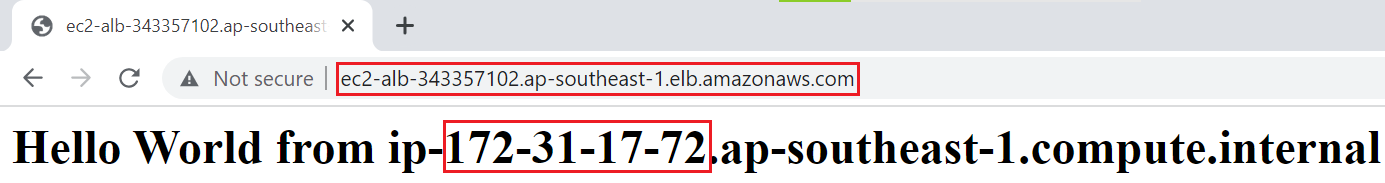 ec2-alb-343357102.ap-southeast
Not secure | ec2-alb-343357102.ap-southeast-1.elb.amazonaws.com
Hello World from ip-172-31-17-72.ap-southeast-1.compute.internal